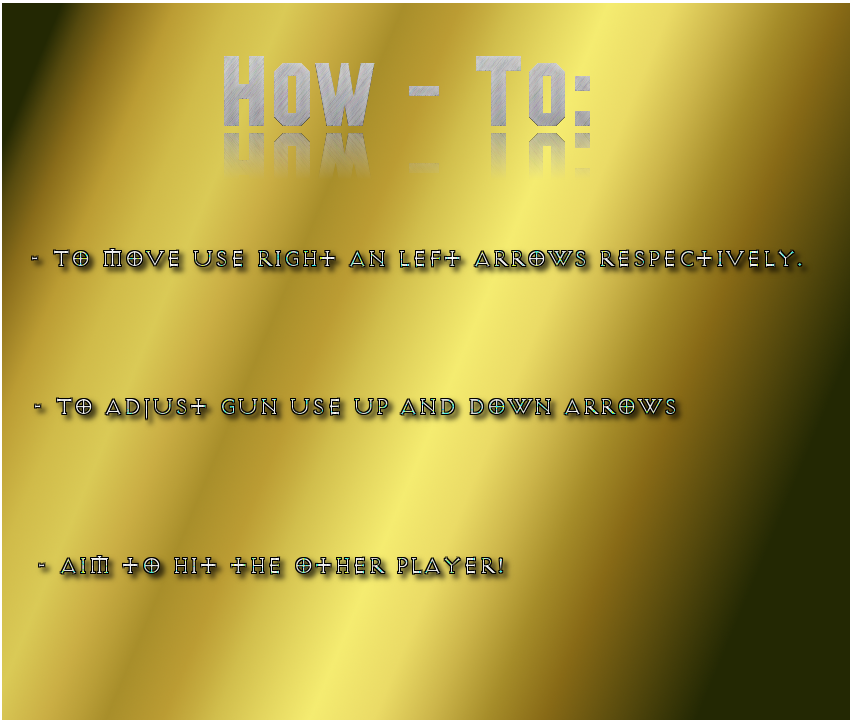 How - To:
- To move use right an left arrows respectively.
- To adjust gun use up and down arrows
- Aim to hit the other player!